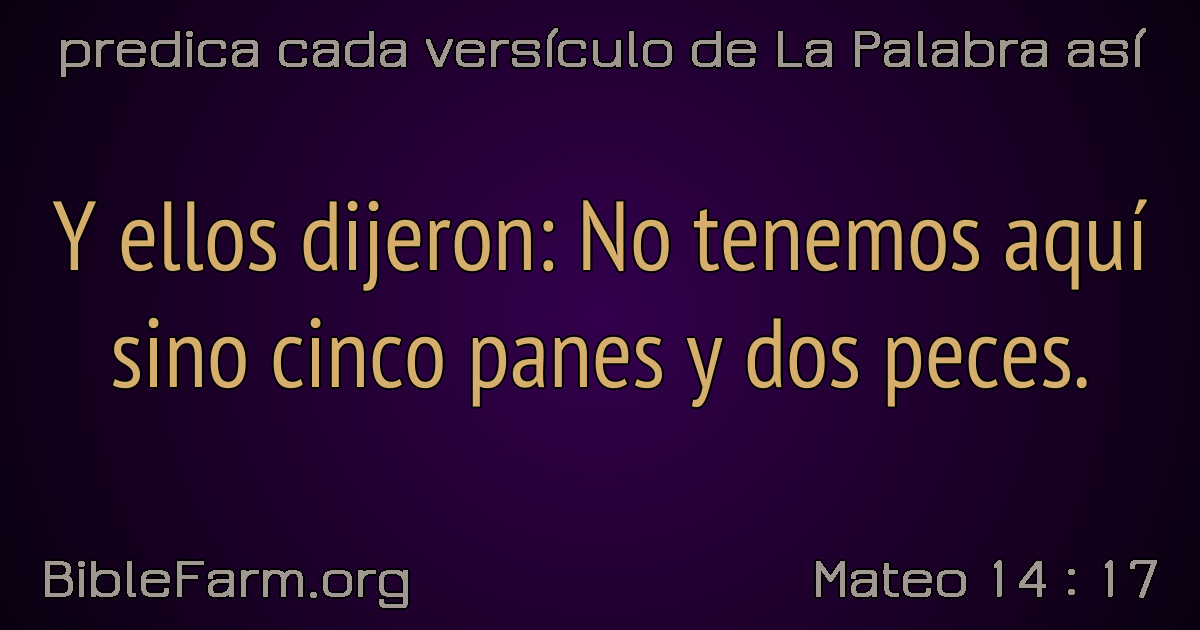 predica cada versículo de La Palabra así
Y ellos dijeron: No tenemos aquí
sino cinco panes y dos peces.
BibleFarm.org
Mateo 14 : 17